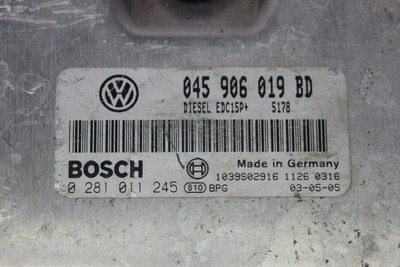 045 906 019 BD
DIESEL EDC15P+ 5178
BOSCH
Made in Germany
1039S02916 1126 0316
0 281 011 245 810 BPG 03-05-05